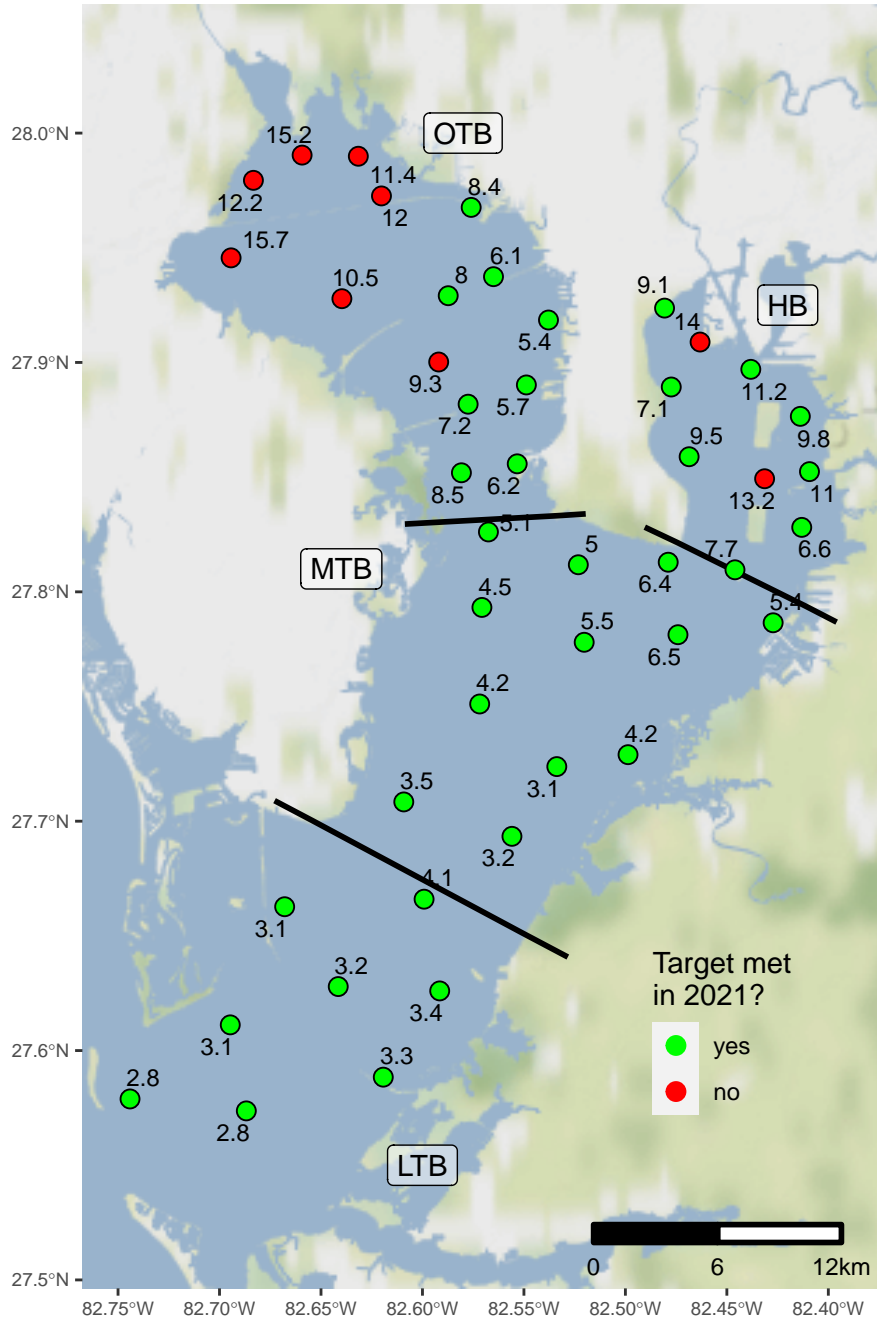 28.0°N
27.9°N
27.8°N
27.7°N
27.6°N
27.5°N
82.75°W
82.70°W
82.65°W
82.60°W
82.55°W
82.50°W
82.45°W
82.40°W
OTB
15.2
11.4
12.2
12
8.4
15.7
10.5
8
6.1
5.4
9.3
7.2
5.7
8.5
6.2
HB
9.1
14
7.1
11.2
9.8
9.5
13.2
11
6.6
7.7
5.4
MTB
5.1
5
6.4
4.5
5.5
6.5
4.2
4.2
3.1
3.5
3.2
4.1
3.1
3.2
3.4
3.1
3.3
2.8
2.8
LTB
Target met
in 2021?
yes
no
0
6
12km